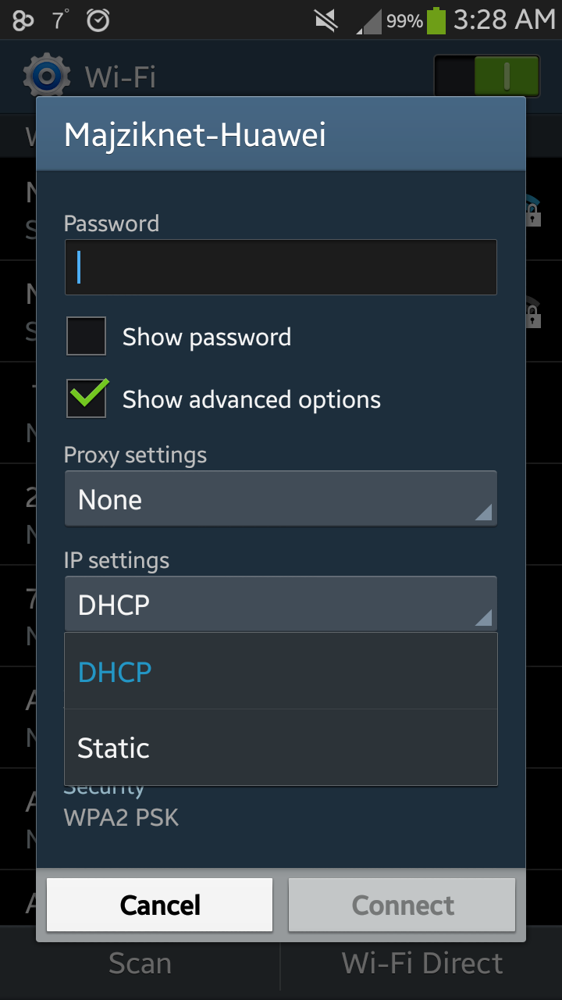 7°
99% 3:28 AM
Wi-Fi
Majziknet-Huawei
Password
Show password
Show advanced options
Proxy settings
None
IP settings
DHCP
DHCP
Static
Security
WPA2 PSK
Cancel
Connect
Scan
Wi-Fi Direct